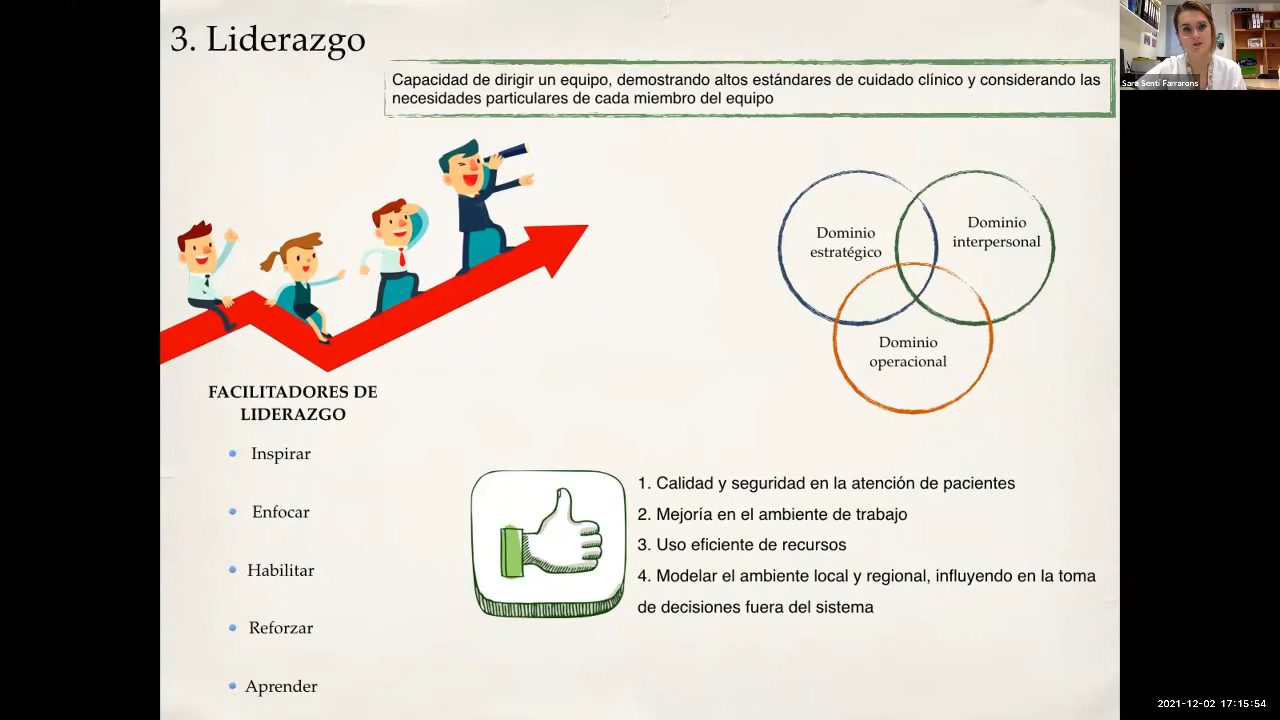 3. Liderazgo
Capacidad de dirigir un equipo, demostrando altos estándares de cuidado clínico y considerando las
necesidades particulares de cada miembro del equipo
Sara Sentí Farrarons
Dominio
estratégico
Dominio
interpersonal
Dominio
operacional
FACILITADORES DE
LIDERAZGO
Inspirar
Enfocar
Habilitar
Reforzar
Aprender
1. Calidad y seguridad en la atención de pacientes
2. Mejoría en el ambiente de trabajo
3. Uso eficiente de recursos
4. Modelar el ambiente local y regional, influyendo en la toma
de decisiones fuera del sistema
2021-12-02 17:15:54